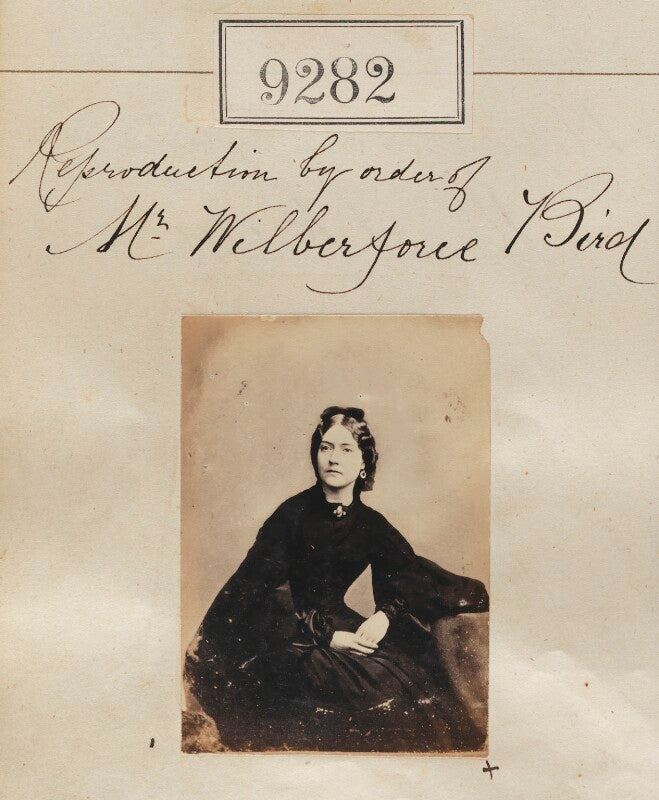 9282
Reproduction by order of
Mr. Wilberforce Bird